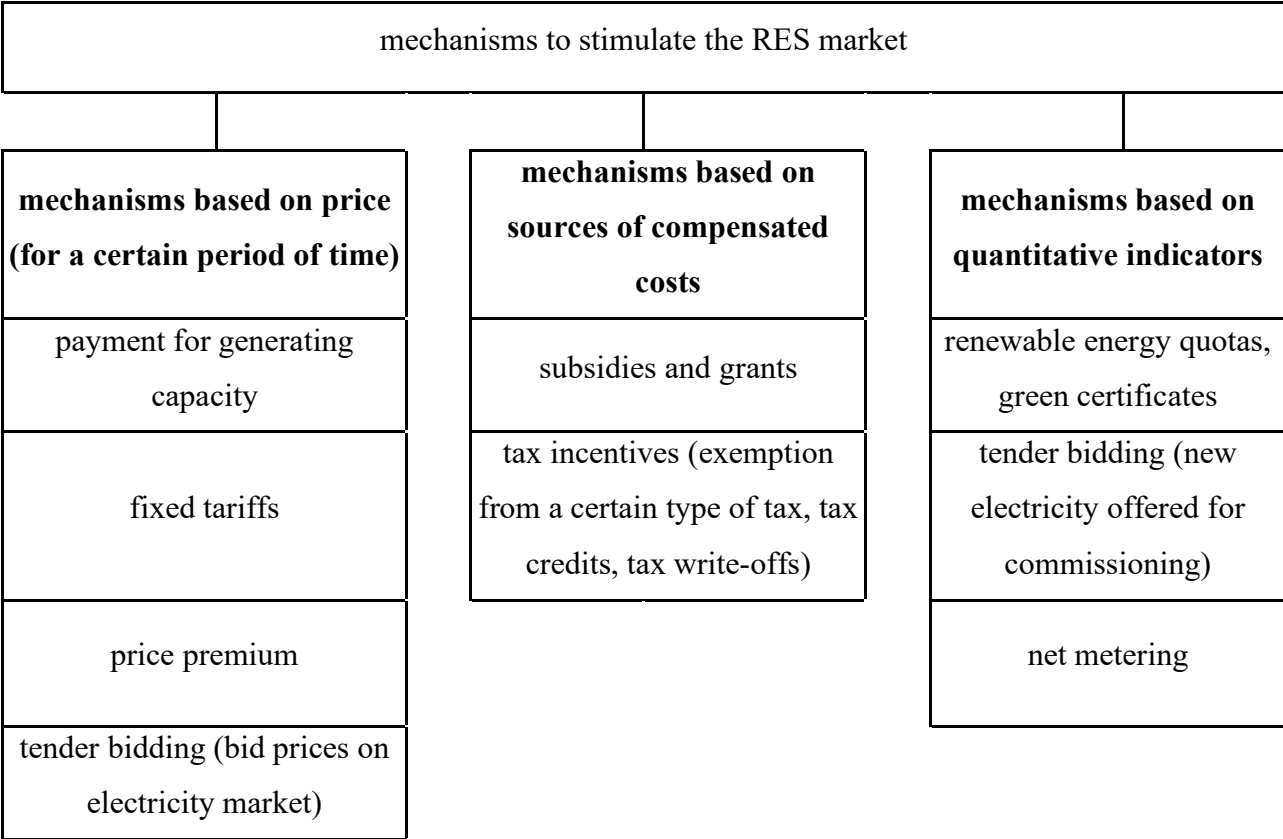 mechanisms to stimulate the RES market
mechanisms based on price
(for a certain period of time)
payment for generating
capacity
fixed tariffs
price premium
tender bidding (bid prices on
electricity market)
mechanisms based on
sources of compensated
costs
subsidies and grants
tax incentives (exemption
from a certain type of tax, tax
credits, tax write-offs)
mechanisms based on
quantitative indicators
renewable energy quotas,
green certificates
tender bidding (new
electricity offered for
commissioning)
net metering